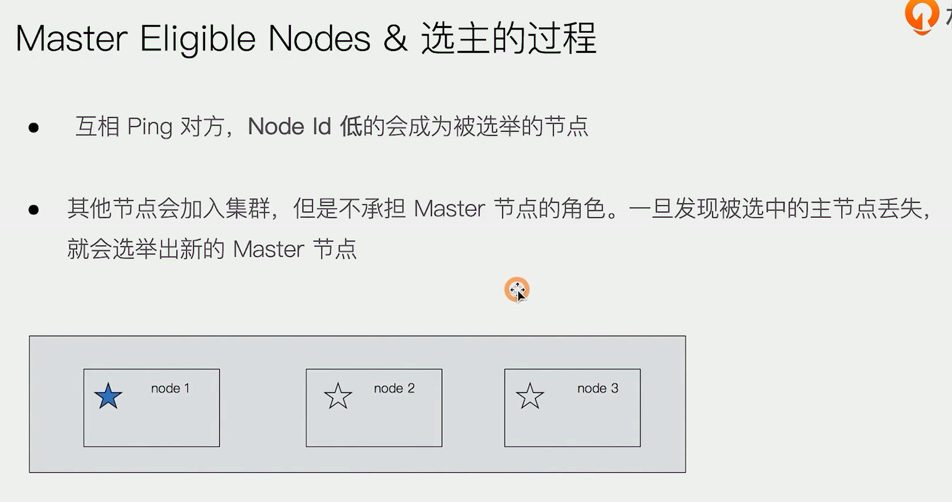 Master Eligible Nodes & 选主的过程
互相 Ping 对方，Node Id 低的会成为被选举的节点
其他节点会加入集群，但是不承担 Master 节点的角色。一旦发现被选中的主节点丢失，
就会选举出新的 Master 节点
node 1
node 2
node 3